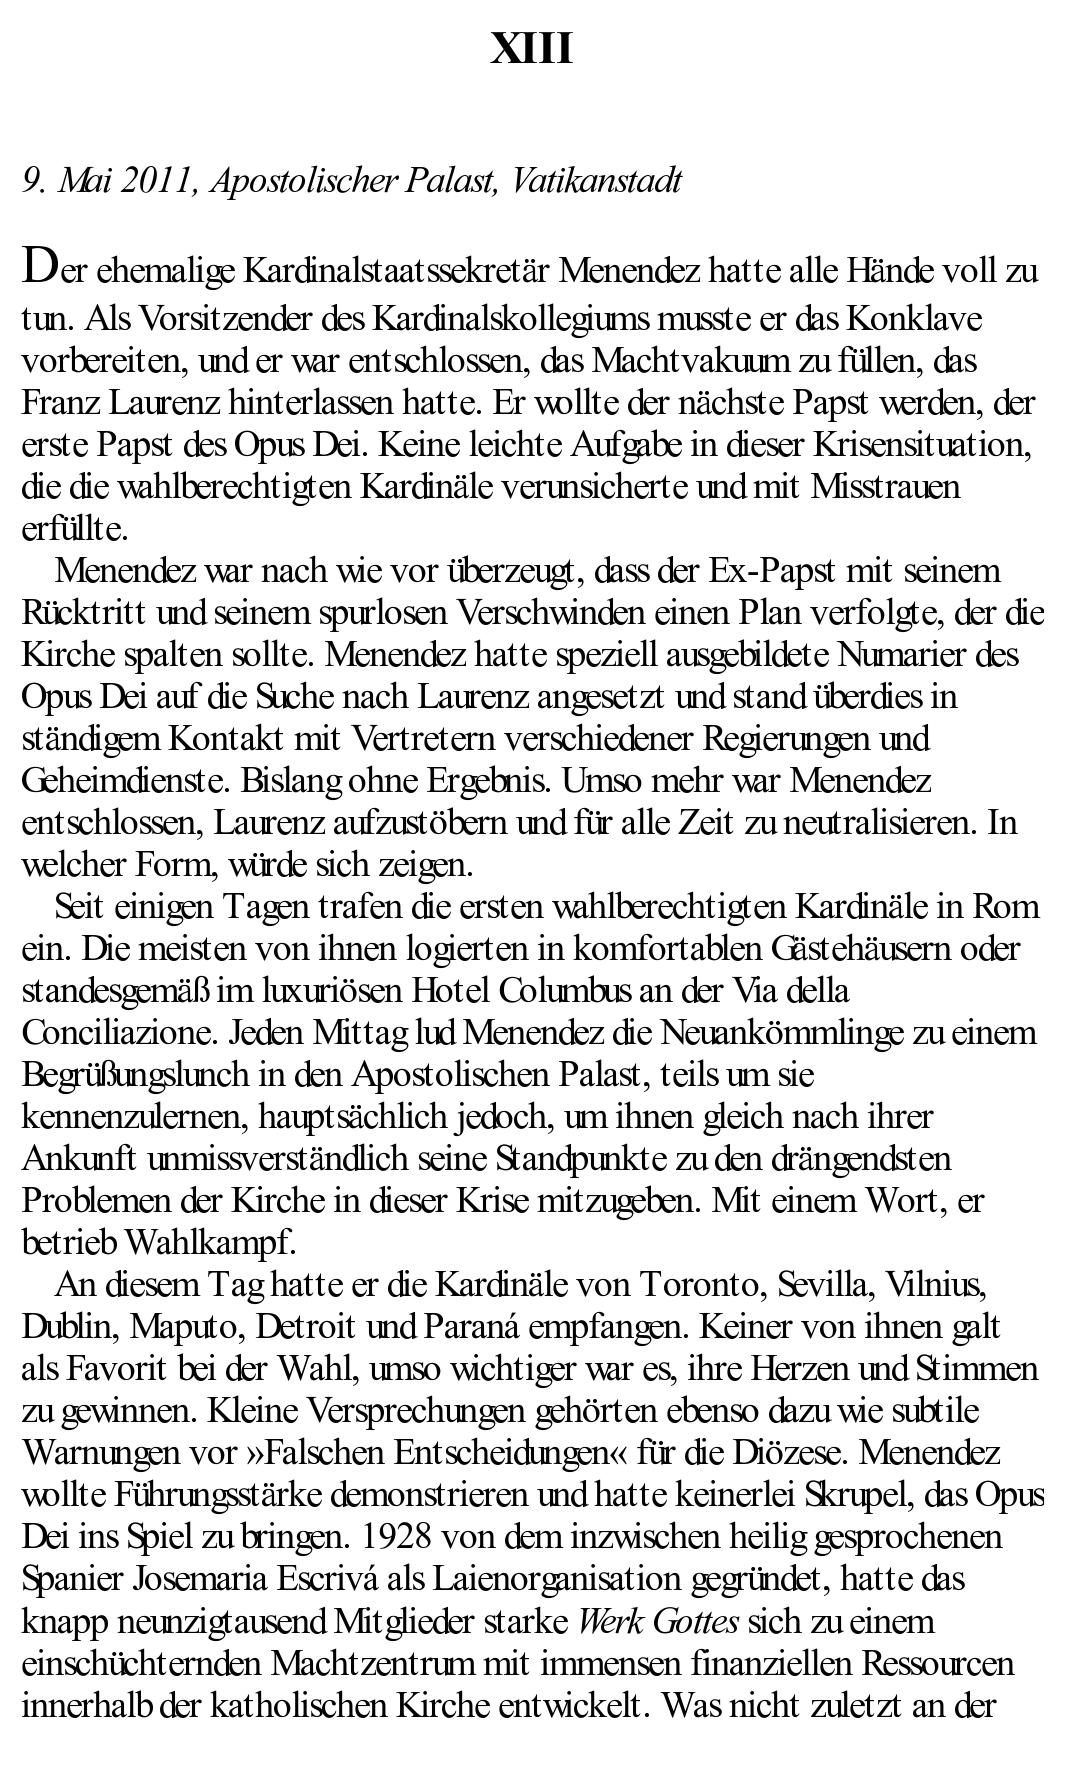 XIII
9. Mai 2011, Apostolischer Palast, Vatikanstadt
Der ehemalige Kardinalstaatssekretär Menendez hatte alle Hände voll zu
tun. Als Vorsitzender des Kardinalskollegiums musste er das Konklave
vorbereiten, und er war entschlossen, das Machtvakuum zu füllen, das
Franz Laurenz hinterlassen hatte. Er wollte der nächste Papst werden, der
erste Papst des Opus Dei. Keine leichte Aufgabe in dieser Krisensituation,
die die wahlberechtigten Kardinäle verunsicherte und mit Misstrauen
erfüllte.
Menendez war nach wie vor überzeugt, dass der Ex-Papst mit seinem
Rücktritt und seinem spurlosen Verschwinden einen Plan verfolgte, der die
Kirche spalten sollte. Menendez hatte speziell ausgebildete Numarier des
Opus Dei auf die Suche nach Laurenz angesetzt und stand überdies in
ständigem Kontakt mit Vertretern verschiedener Regierungen und
Geheimdienste. Bislang ohne Ergebnis. Umso mehr war Menendez
entschlossen, Laurenz aufzustöbern und für alle Zeit zu neutralisieren. In
welcher Form, würde sich zeigen.
Seit einigen Tagen trafen die ersten wahlberechtigten Kardinäle in Rom
ein. Die meisten von ihnen logierten in komfortablen Gästehäusern oder
standesgemäß im luxuriösen Hotel Columbus an der Via della
Conciliazione. Jeden Mittag lud Menendez die Neuankömmlinge zu einem
Begrüßungslunch in den Apostolischen Palast, teils um sie
kennenzulernen, hauptsächlich jedoch, um ihnen gleich nach ihrer
Ankunft unmissverständlich seine Standpunkte zu den drängendsten
Problemen der Kirche in dieser Krise mitzugeben. Mit einem Wort, er
betrieb Wahlkampf.
An diesem Tag hatte er die Kardinäle von Toronto, Sevilla, Vilnius,
Dublin, Maputo, Detroit und Paraná empfangen. Keiner von ihnen galt
als Favorit bei der Wahl, umso wichtiger war es, ihre Herzen und Stimmen
zu gewinnen. Kleine Versprechungen gehörten ebenso dazu wie subtile
Warnungen vor »Falschen Entscheidungen« für die Diözese. Menendez
wollte Führungsstärke demonstrieren und hatte keinerlei Skrupel, das Opus
Dei ins Spiel zu bringen. 1928 von dem inzwischen heilig gesprochenen
Spanier Josemaria Escrivá als Laienorganisation gegründet, hatte das
knapp neunzigtausend Mitglieder starke Werk Gottes sich zu einem
einschüchternden Machtzentrum mit immensen finanziellen Ressourcen
innerhalb der katholischen Kirche entwickelt. Was nicht zuletzt an der